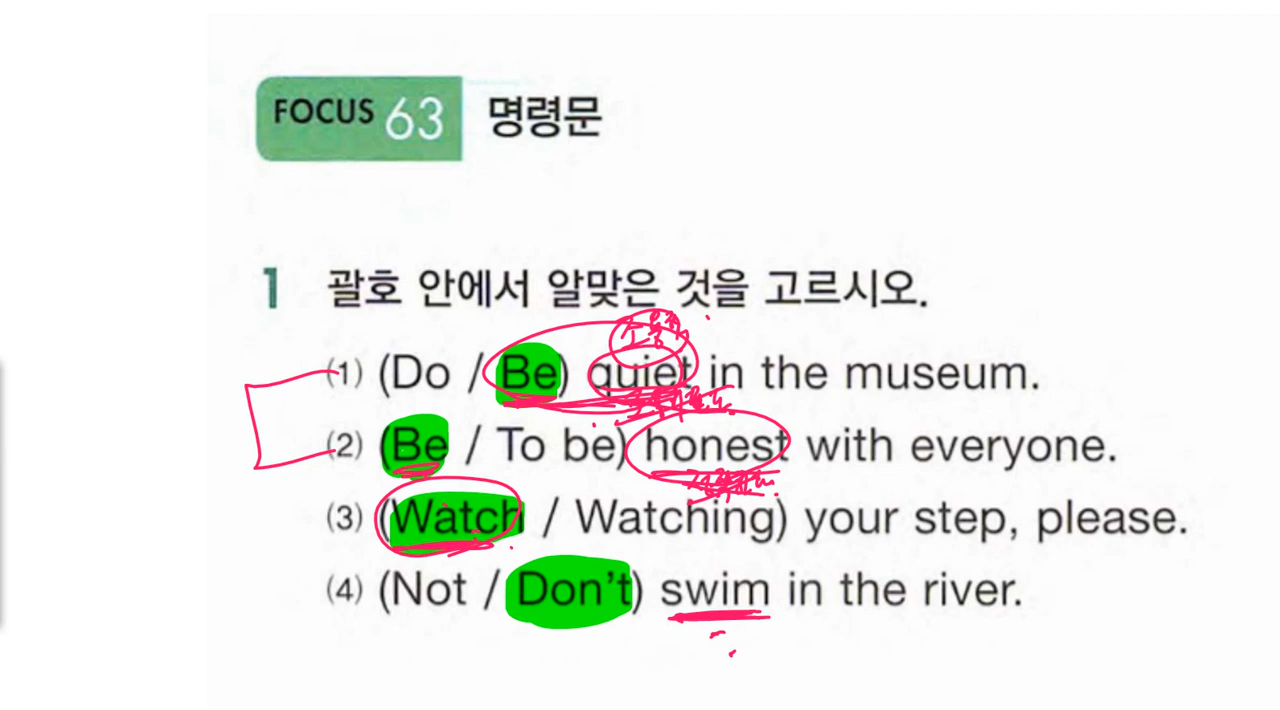 FOCUS 63 명령문
1 괄호 안에서 알맞은 것을 고르시오.
(1) (Do / Be) quiet in the museum.
(2) (Be / To be) honest with everyone.
(3) (Watch / Watching) your step, please.
(4) (Not / Don't) swim in the river.